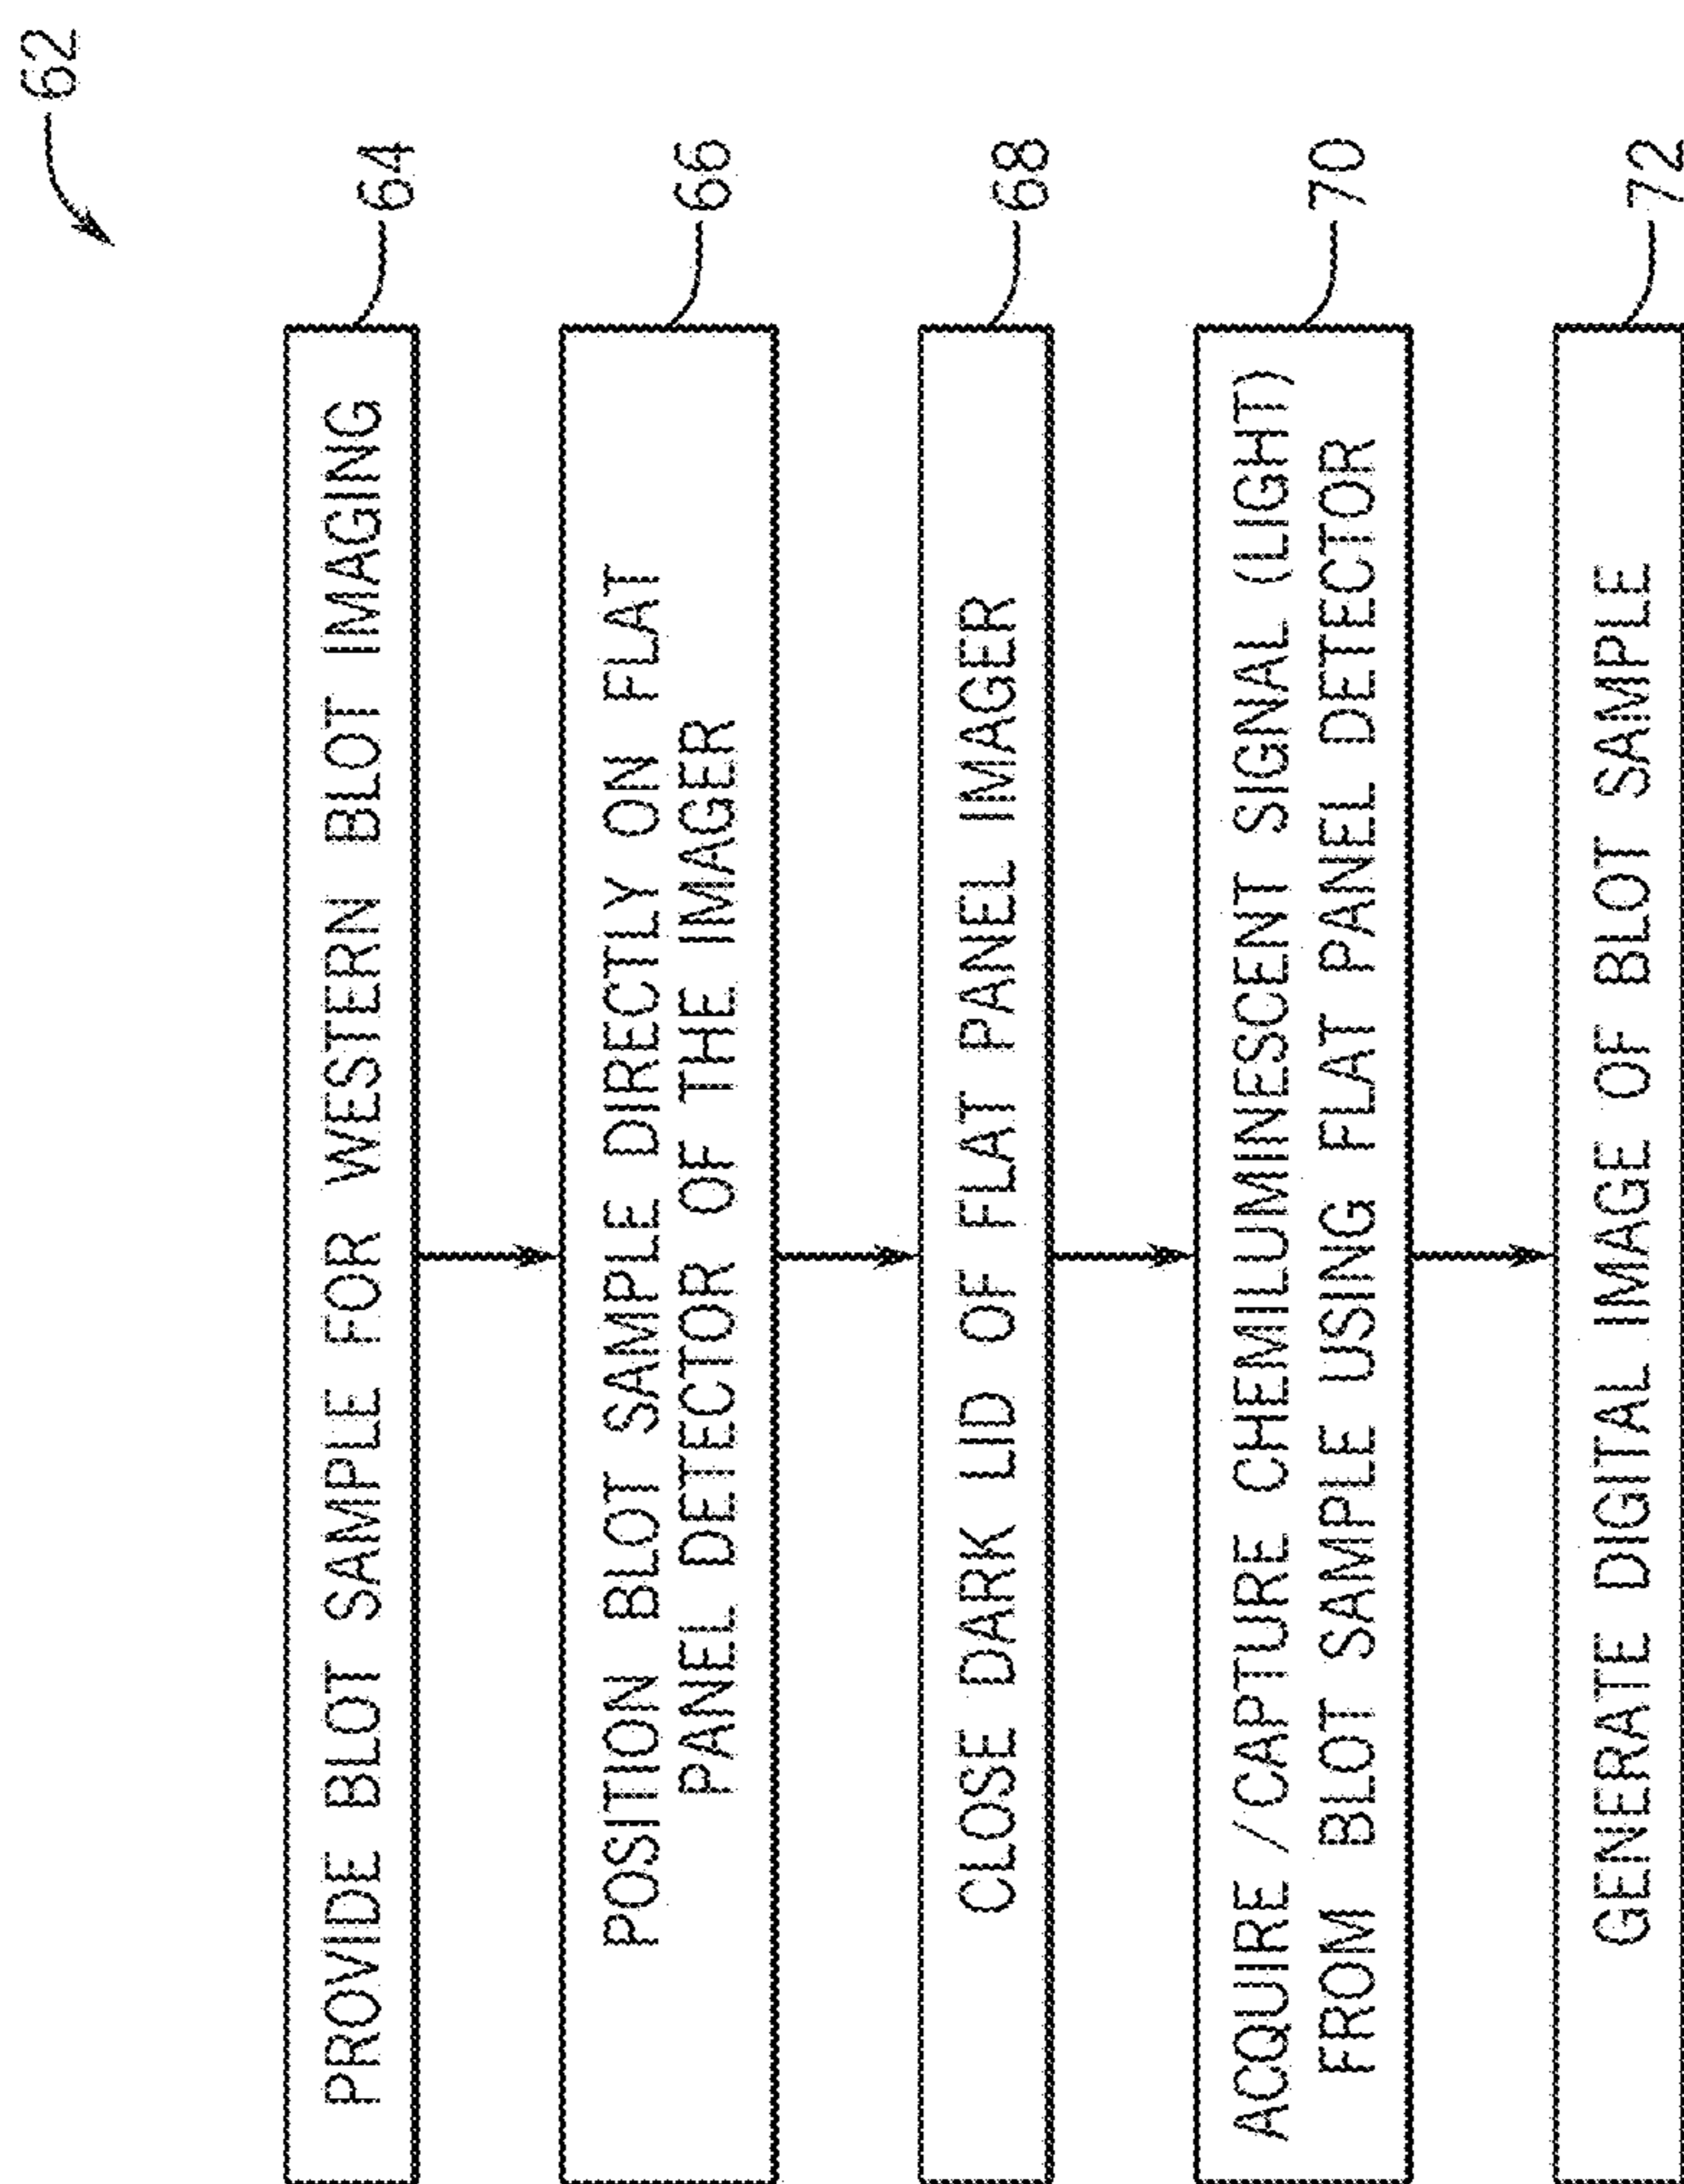 62
PROVIDE BLOT SAMPLE FOR WESTERN BLOT IMAGING
64
POSITION BLOT SAMPLE DIRECTLY ON FLAT
PANEL DETECTOR OF THE IMAGER
66
CLOSE DARK LID OF FLAT PANEL IMAGER
68
ACQUIRE/CAPTURE CHEMILUMINESCENT SIGNAL (LIGHT)
FROM BLOT SAMPLE USING FLAT PANEL DETECTOR
70
GENERATE DIGITAL IMAGE OF BLOT SAMPLE
72